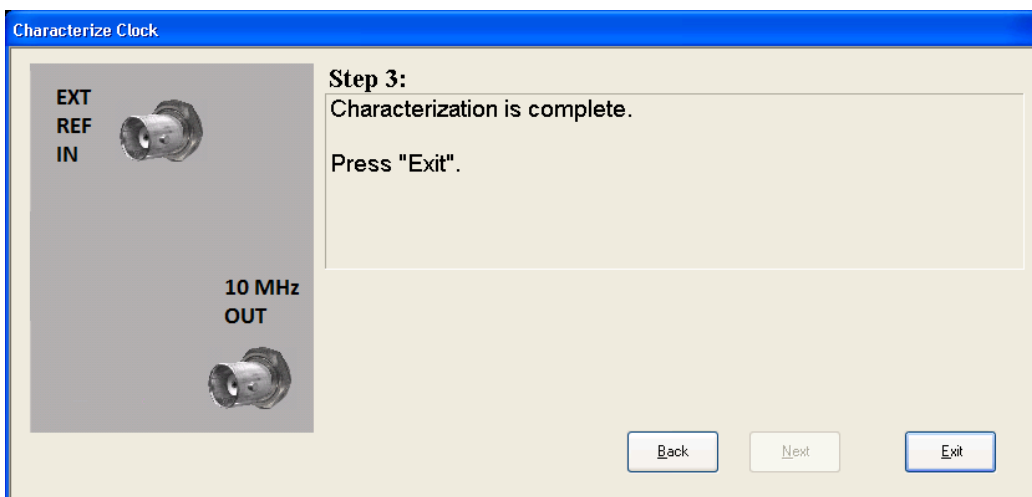 Characterize Clock
EXT
REF
IN
10 MHz
OUT
Step 3:
Characterization is complete.
Press "Exit".
Back
Next
Exit